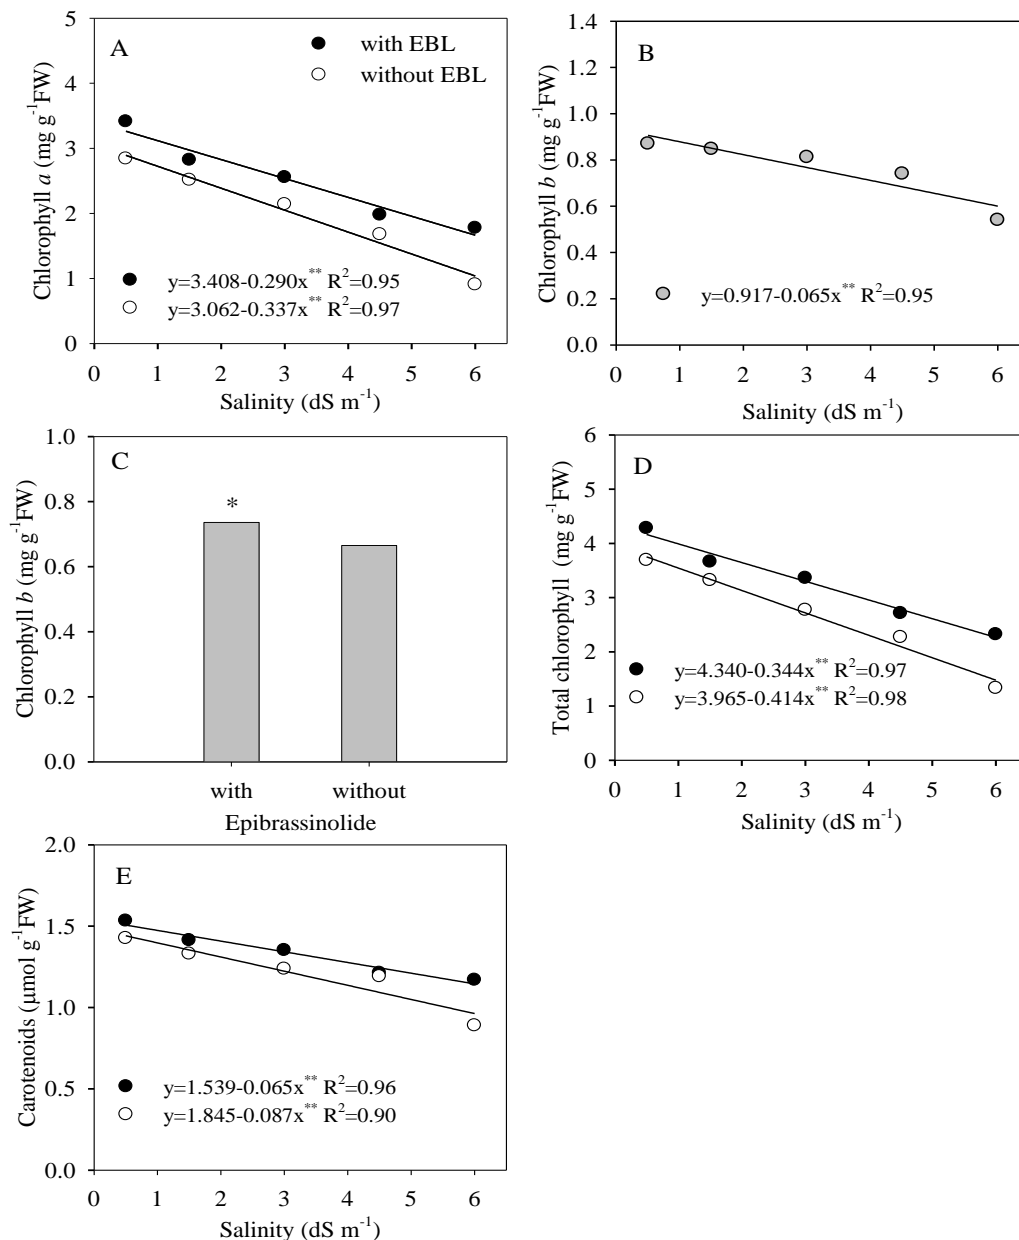 A
with EBL
without EBL
Chlorophyll a (mg g⁻¹FW)
5
4
3
2
1
0
y=3.408-0.290x** R²=0.95
y=3.062-0.337x** R²=0.97
0 1 2 3 4 5 6
Salinity (dS m⁻¹)
B
Chlorophyll b (mg g⁻¹FW)
1.4
1.2
1.0
0.8
0.6
0.4
0.2
0.0
y=0.917-0.065x** R²=0.95
0 1 2 3 4 5 6
Salinity (dS m⁻¹)
C
Chlorophyll b (mg g⁻¹FW)
1.0
0.8
0.6
0.4
0.2
0.0
*
with without
Epibrassinolide
D
Total chlorophyll (mg g⁻¹FW)
6
5
4
3
2
1
0
y=4.340-0.344x** R²=0.97
y=3.965-0.414x** R²=0.98
0 1 2 3 4 5 6
Salinity (dS m⁻¹)
E
Carotenoids (μmol g⁻¹FW)
2.0
1.5
1.0
0.5
0.0
y=1.539-0.065x** R²=0.96
y=1.845-0.087x** R²=0.90
0 1 2 3 4 5 6
Salinity (dS m⁻¹)